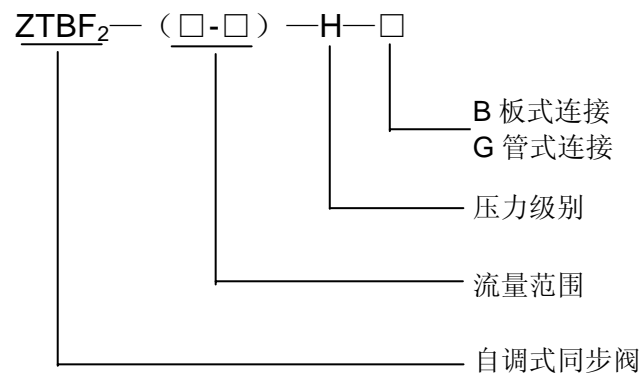 ZTBF₂—（□-□）—H—□
B 板式连接
G 管式连接
压力级别
流量范围
自调式同步阀